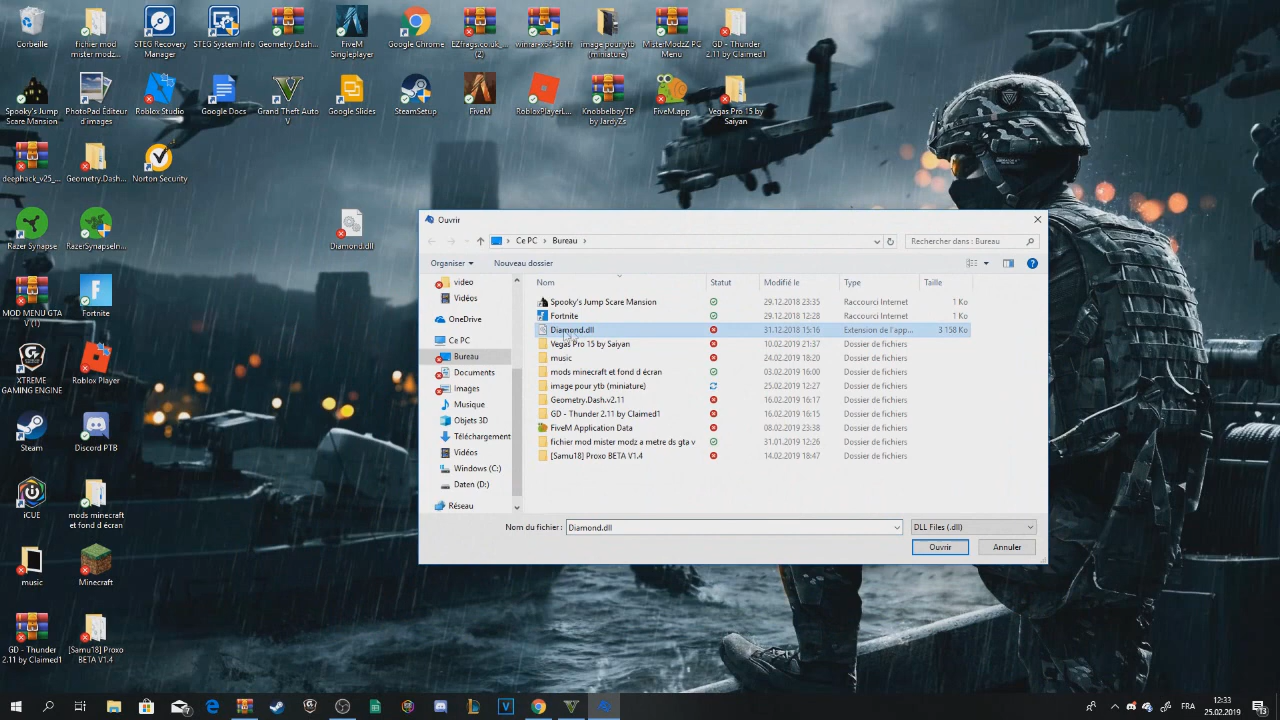 Corbeille
fichier mod
mister modz...
STEG Recovery
Manager
STEG System Info
Geometry.Dash...
FiveM
Singleplayer
Google Chrome
EZfrags.co.uk_...
(2)
image pour ytb
(miniature)
MisterModzZ PC
Menu
GD - Thunder
2.11 by Claimed1
Spooky's Jump
Scare Mansion
PhotoPad Éditeur
d'images
Roblox Studio
Google Docs
Grand Theft Auto
V
Google Slides
SteamSetup
FiveM
RobloxPlayerL...
KnobbelboyTP
by JardyZs
FiveM.app
Vegas Pro 15 by
Saiyan
deephack_v25_...
Geometry.Dash...
Norton Security
Razer Synapse
RazerSynapseIn...
Diamond.dll
MOD MENU GTA
V (1)
Fortnite
XTREME
GAMING ENGINE
Roblox Player
Steam
Discord PTB
iCUE
mods minecraft
et fond d écran
music
Minecraft
GD - Thunder
2.11 by Claimed1
[Samu18] Proxo
BETA V1.4
Ouvrir
Ce PC
Bureau
Rechercher dans : Bureau
Organiser
Nouveau dossier
Nom
Statut
Modifié le
Type
Taille
video
Vidéos
OneDrive
Ce PC
Bureau
Documents
Images
Musique
Objets 3D
Téléchargement
Vidéos
Windows (C:)
Daten (D:)
Réseau
Spooky's Jump Scare Mansion 29.12.2018 23:35 Raccourci Internet 1 Ko
Fortnite 29.12.2018 12:28 Raccourci Internet 1 Ko
Diamond.dll 31.12.2018 15:16 Extension de l'app... 3 158 Ko
Vegas Pro 15 by Saiyan 10.02.2019 21:37 Dossier de fichiers
music 24.02.2019 18:20 Dossier de fichiers
mods minecraft et fond d écran 03.02.2019 16:00 Dossier de fichiers
image pour ytb (miniature) 25.02.2019 12:27 Dossier de fichiers
Geometry.Dash.v2.11 16.02.2019 16:17 Dossier de fichiers
GD - Thunder 2.11 by Claimed1 16.02.2019 16:15 Dossier de fichiers
FiveM Application Data 08.02.2019 23:38 Dossier de fichiers
fichier mod mister modz a metre ds gta v 31.01.2019 12:26 Dossier de fichiers
[Samu18] Proxo BETA V1.4 14.02.2019 18:47 Dossier de fichiers
Nom du fichier : Diamond.dll
DLL Files (.dll)
Ouvrir
Annuler
FRA
12:33
25.02.2019